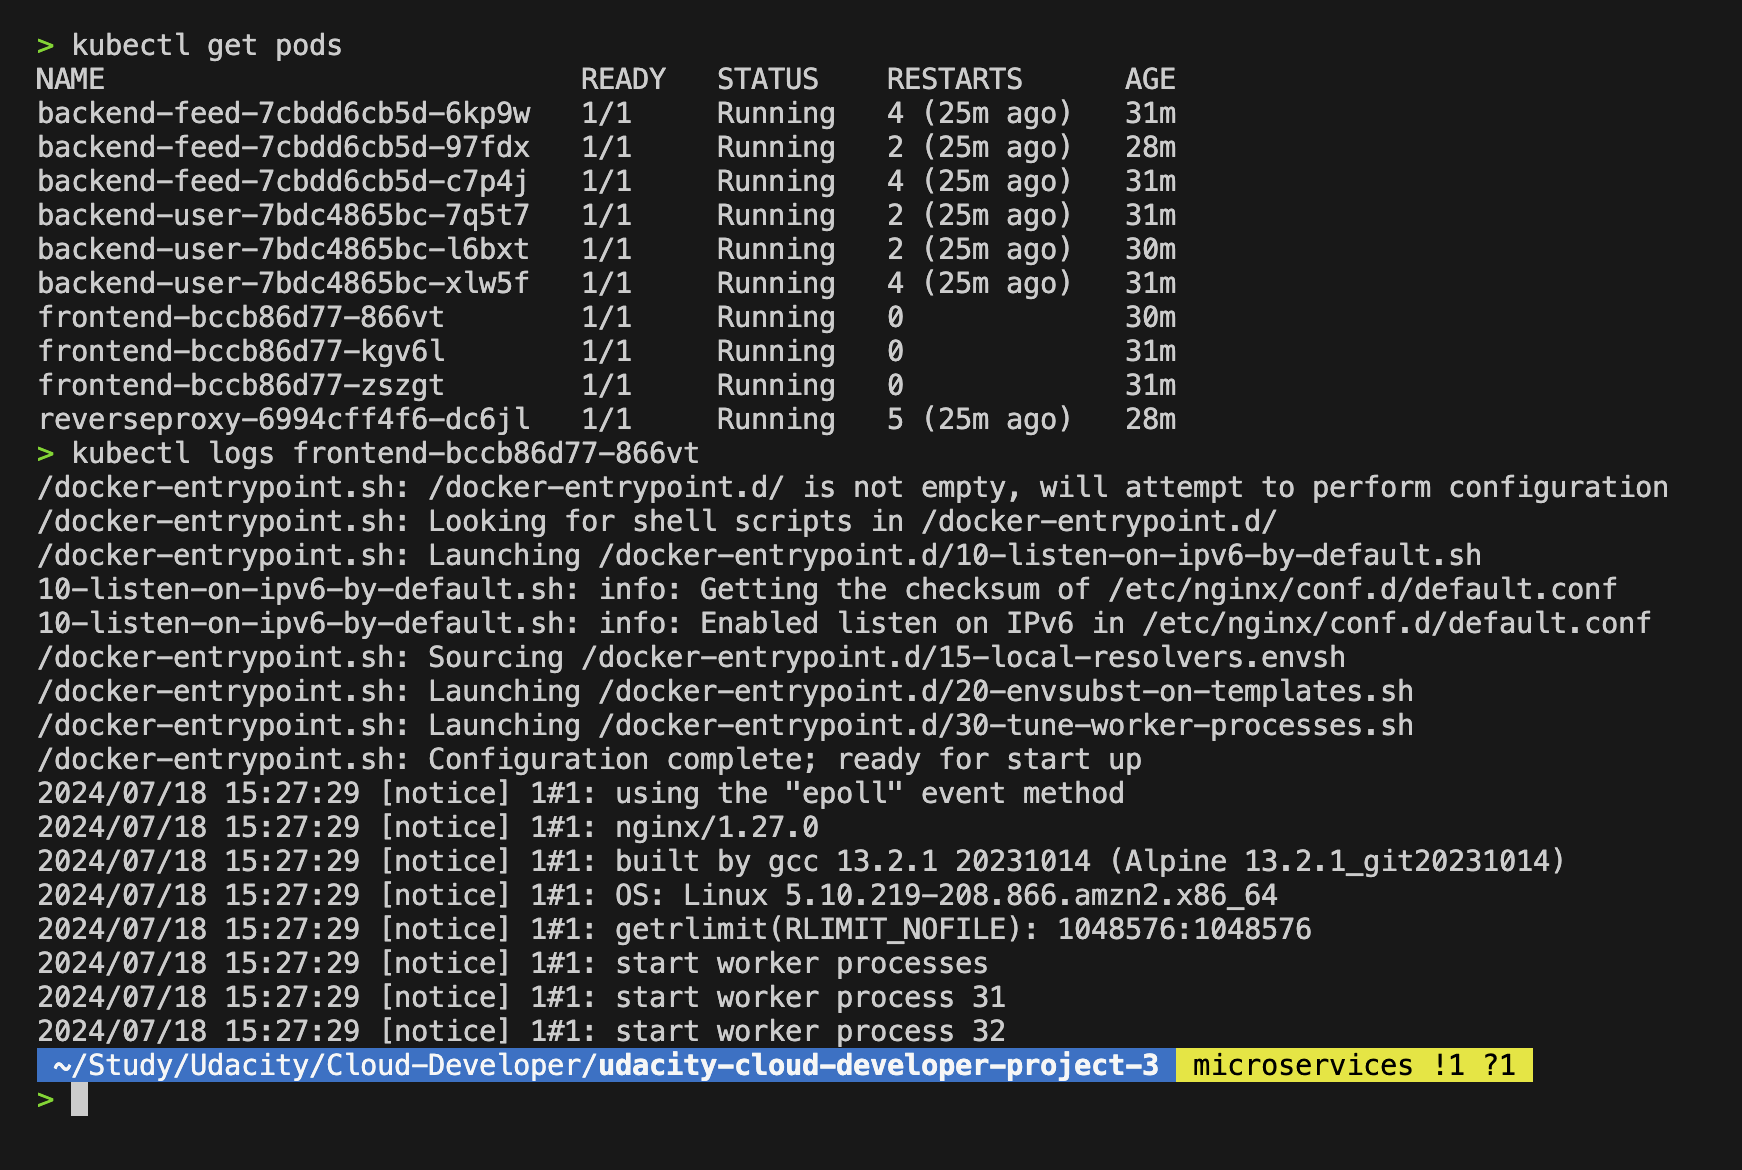 > kubectl get pods
NAME                            READY   STATUS    RESTARTS      AGE
backend-feed-7cbdd6cb5d-6kp9w   1/1     Running   4 (25m ago)   31m
backend-feed-7cbdd6cb5d-97fdx   1/1     Running   2 (25m ago)   28m
backend-feed-7cbdd6cb5d-c7p4j   1/1     Running   4 (25m ago)   31m
backend-user-7bdc4865bc-7q5t7   1/1     Running   2 (25m ago)   31m
backend-user-7bdc4865bc-l6bxt   1/1     Running   2 (25m ago)   30m
backend-user-7bdc4865bc-xlw5f   1/1     Running   4 (25m ago)   31m
frontend-bccb86d77-866vt        1/1     Running   0             30m
frontend-bccb86d77-kgv6l        1/1     Running   0             31m
frontend-bccb86d77-zszgt        1/1     Running   0             31m
reverseproxy-6994cff4f6-dc6jl   1/1     Running   5 (25m ago)   28m
> kubectl logs frontend-bccb86d77-866vt
/docker-entrypoint.sh: /docker-entrypoint.d/ is not empty, will attempt to perform configuration
/docker-entrypoint.sh: Looking for shell scripts in /docker-entrypoint.d/
/docker-entrypoint.sh: Launching /docker-entrypoint.d/10-listen-on-ipv6-by-default.sh
10-listen-on-ipv6-by-default.sh: info: Getting the checksum of /etc/nginx/conf.d/default.conf
10-listen-on-ipv6-by-default.sh: info: Enabled listen on IPv6 in /etc/nginx/conf.d/default.conf
/docker-entrypoint.sh: Sourcing /docker-entrypoint.d/15-local-resolvers.envsh
/docker-entrypoint.sh: Launching /docker-entrypoint.d/20-envsubst-on-templates.sh
/docker-entrypoint.sh: Launching /docker-entrypoint.d/30-tune-worker-processes.sh
/docker-entrypoint.sh: Configuration complete; ready for start up
2024/07/18 15:27:29 [notice] 1#1: using the "epoll" event method
2024/07/18 15:27:29 [notice] 1#1: nginx/1.27.0
2024/07/18 15:27:29 [notice] 1#1: built by gcc 13.2.1 20231014 (Alpine 13.2.1_git20231014)
2024/07/18 15:27:29 [notice] 1#1: OS: Linux 5.10.219-208.866.amzn2.x86_64
2024/07/18 15:27:29 [notice] 1#1: getrlimit(RLIMIT_NOFILE): 1048576:1048576
2024/07/18 15:27:29 [notice] 1#1: start worker processes
2024/07/18 15:27:29 [notice] 1#1: start worker process 31
2024/07/18 15:27:29 [notice] 1#1: start worker process 32
~/Study/Udacity/Cloud-Developer/udacity-cloud-developer-project-3 microservices !1 ?1
>